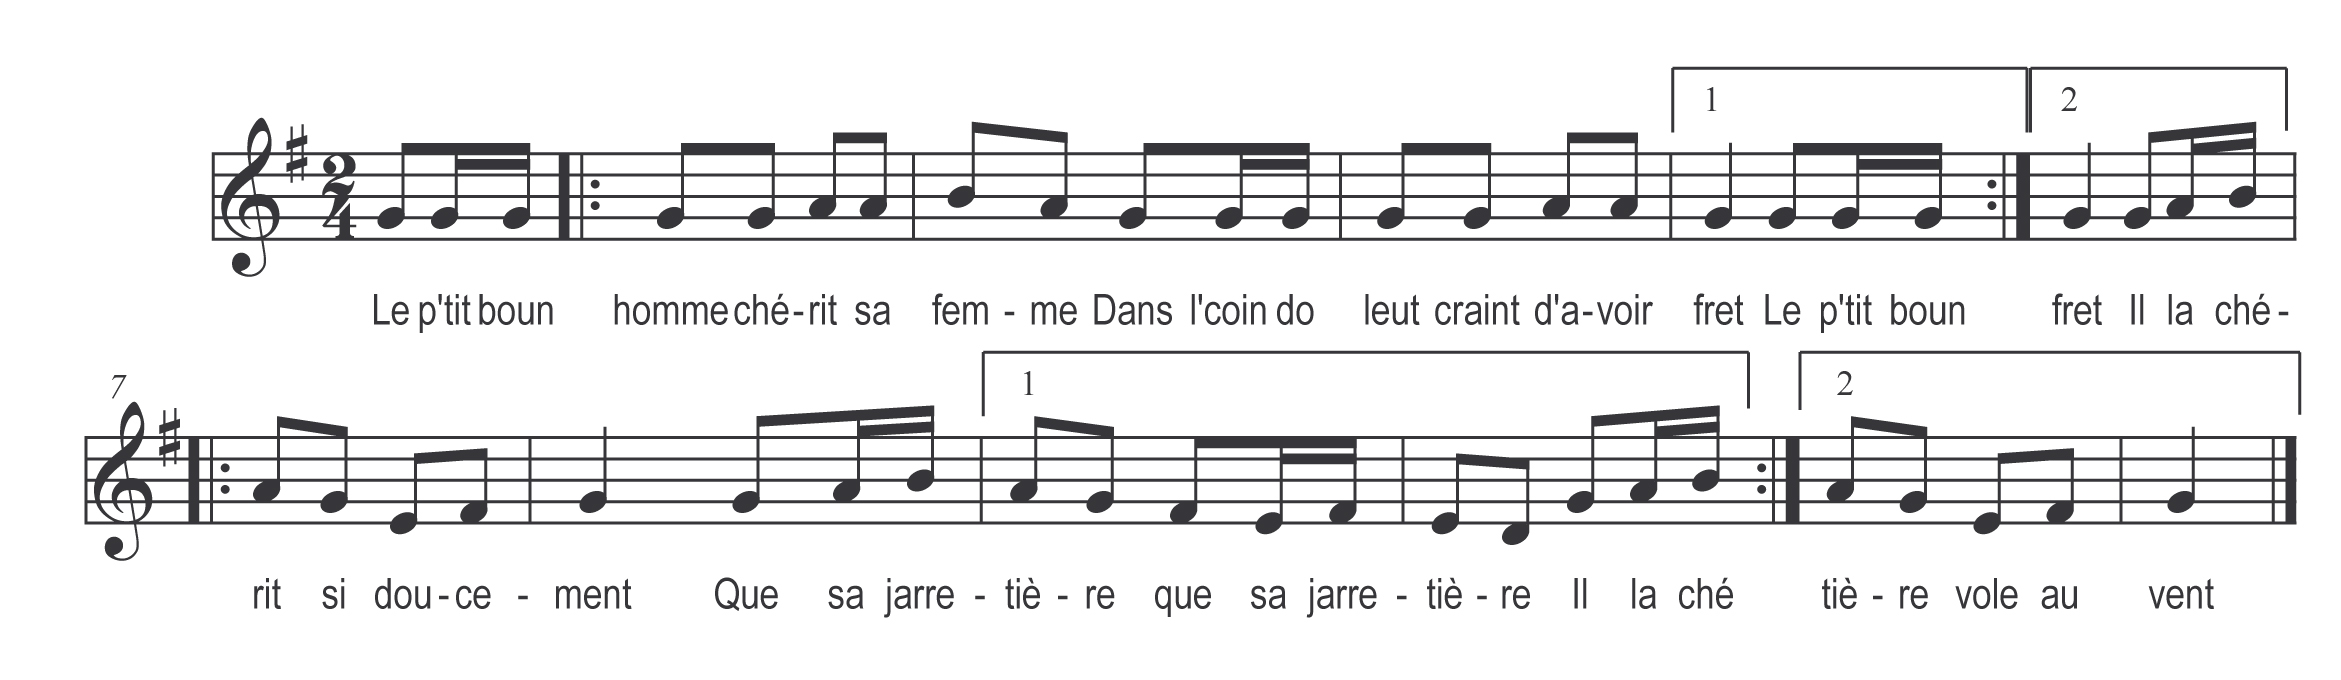 1 2
2 4
Le p'tit boun homme ché-rit sa fem - me Dans l'coin do leut craint d'a-voir fret Le p'tit boun fret Il la ché-
1 2
7
rit si dou-ce - ment Que sa jarre - tiè - re que sa jarre - tiè - re Il la ché tiè - re vole au vent